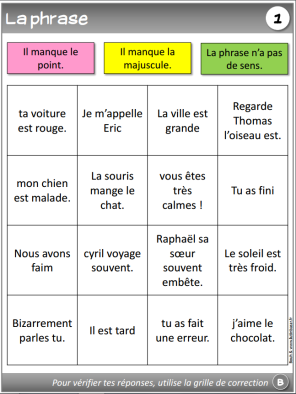 La phrase
1
Il manque le
point.
Il manque la
majuscule.
La phrase n'a pas
de sens.
ta voiture
est rouge.
Je m'appelle
Eric
La ville est
grande
Regarde
Thomas
l'oiseau est.
mon chien
est malade.
La souris
mange le
chat.
vous êtes
très
calmes !
Tu as fini
Nous avons
faim
cyril voyage
souvent.
Raphaël sa
sœur
souvent
embête.
Le soleil est
très froid.
Bizarrement
parles tu.
Il est tard
tu as fait
une erreur.
j'aime le
chocolat.
Pour vérifier tes réponses, utilise la grille de correction
B